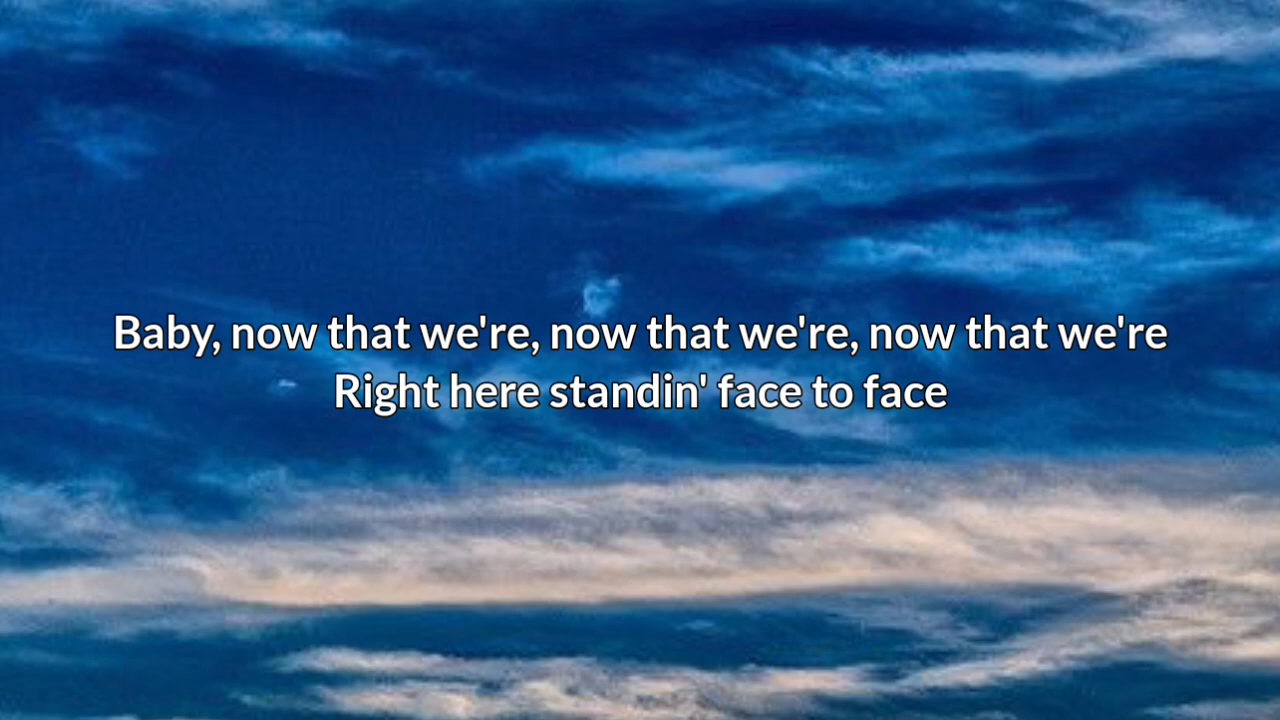 Baby, now that we're, now that we're, now that we're
Right here standin' face to face